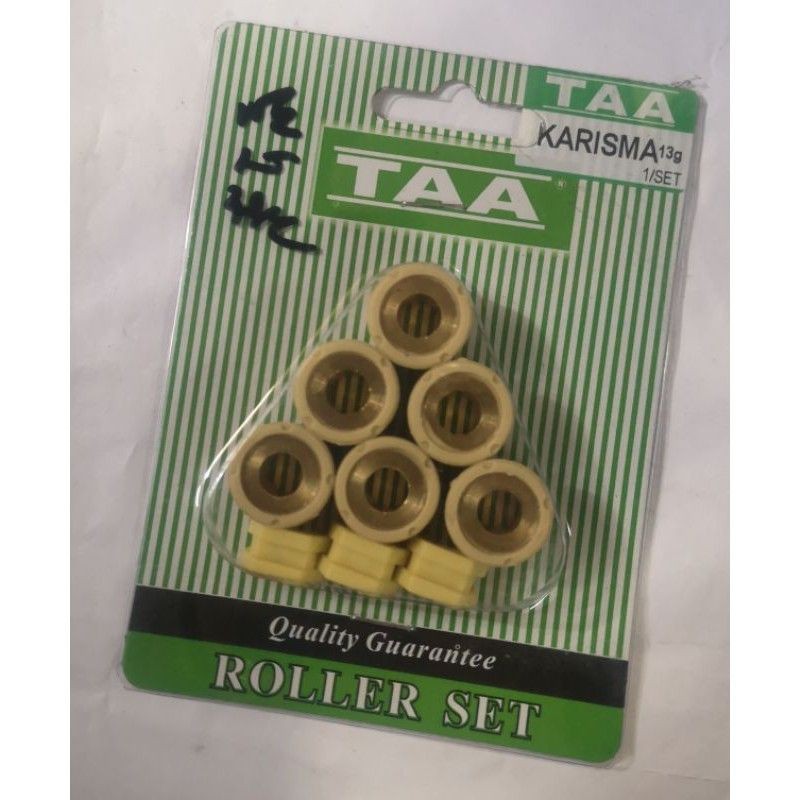 TAA
KARISMA 13g
1/SET
TAA®
Quality Guarantee
ROLLER SET